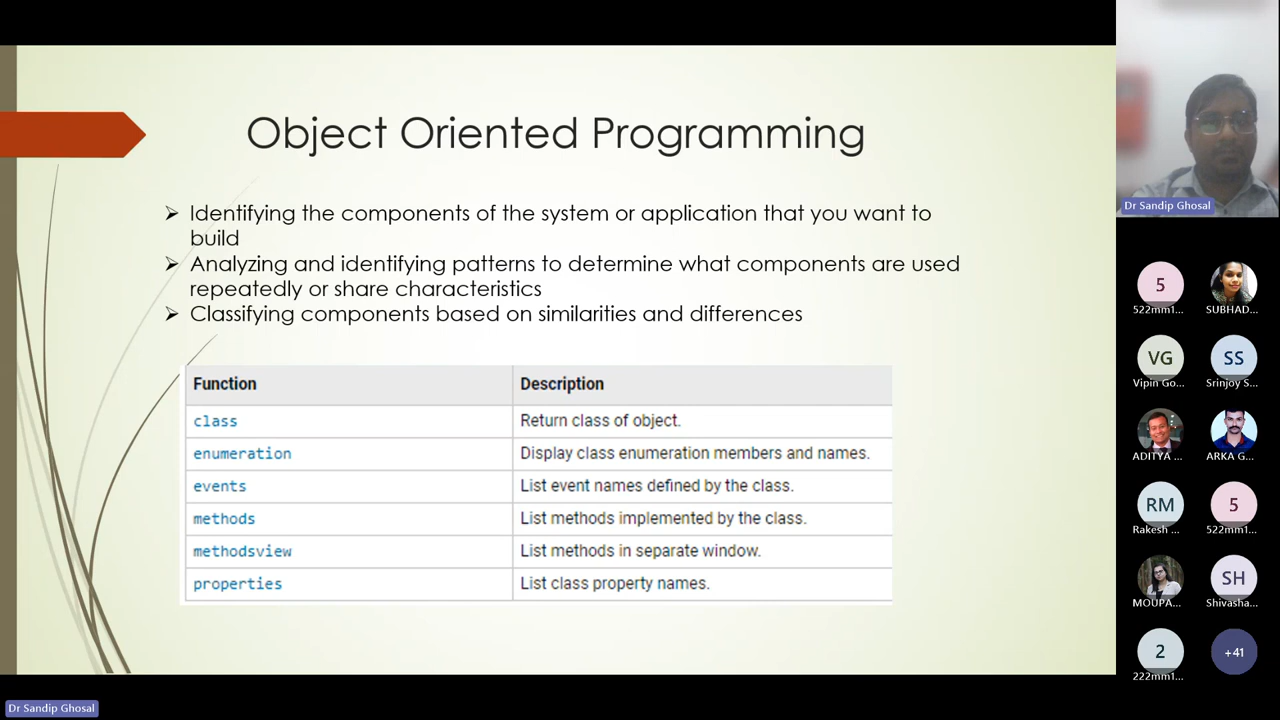 Object Oriented Programming
Identifying the components of the system or application that you want to
build
Analyzing and identifying patterns to determine what components are used
repeatedly or share characteristics
Classifying components based on similarities and differences
Function Description
class Return class of object.
enumeration Display class enumeration members and names.
events List event names defined by the class.
methods List methods implemented by the class.
methodsview List methods in separate window.
properties List class property names.
Dr Sandip Ghosal
5
522mm1...
SUBHAD...
VG
Vipin Go...
SS
Srinjoy S...
ADITYA ...
ARKA G...
RM
Rakesh ...
5
522mm1...
MOUPA...
SH
Shivasha...
2
222mm1...
+41
Dr Sandip Ghosal